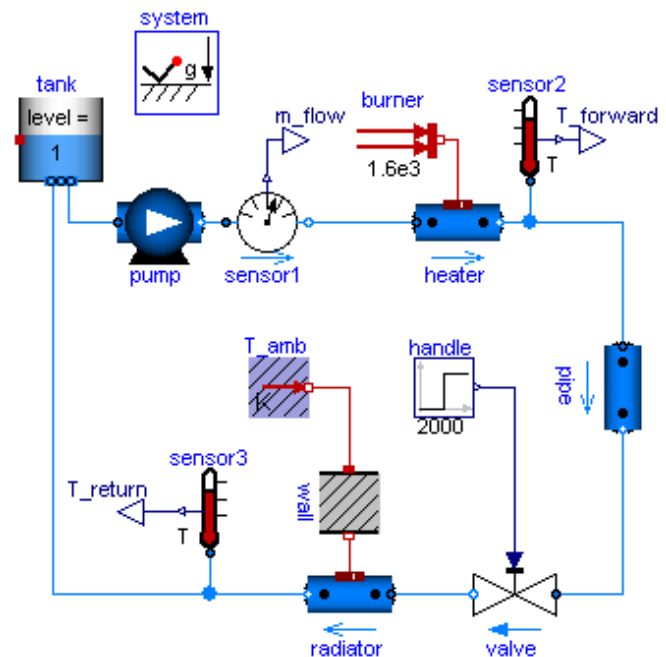 system
g
tank
level =
1
sensor2
burner
m_flow
T_forward
1.6e3
T
pump
sensor1
heater
T_amb
handle
K
pipe
2000
sensor3
T_return
wall
T
radiator
valve